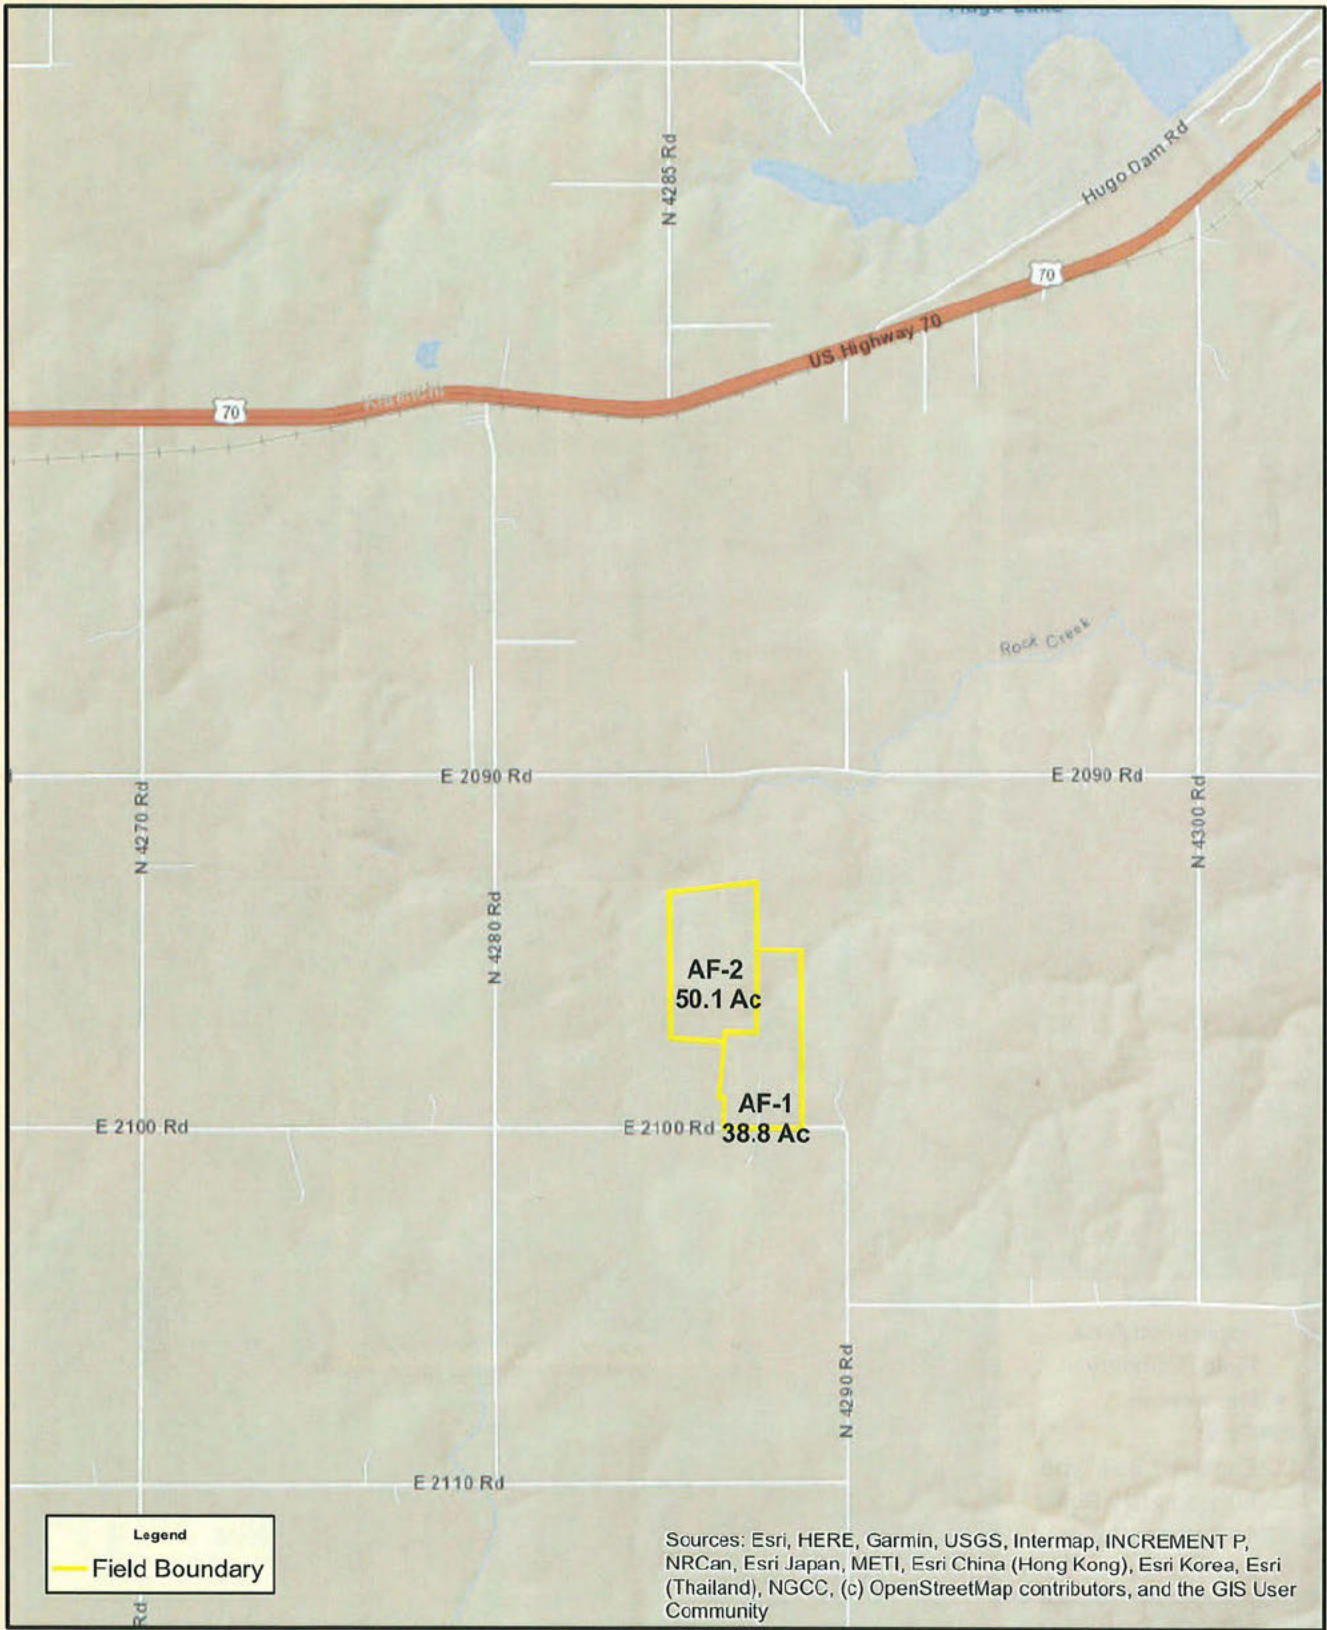 Hugo Lake
N 4285 Rd
Hugo Dam Rd
70
US Highway 70
70
Rock Creek
E 2090 Rd
E 2090 Rd
N 4270 Rd
N 4300 Rd
N 4280 Rd
AF-2
50.1 Ac
AF-1
38.8 Ac
E 2100 Rd
E 2100 Rd
N 4290 Rd
E 2110 Rd
Legend
Field Boundary
Rd
Sources: Esri, HERE, Garmin, USGS, Intermap, INCREMENT P,
NRCan, Esri Japan, METI, Esri China (Hong Kong), Esri Korea, Esri
(Thailand), NGCC, (c) OpenStreetMap contributors, and the GIS User
Community